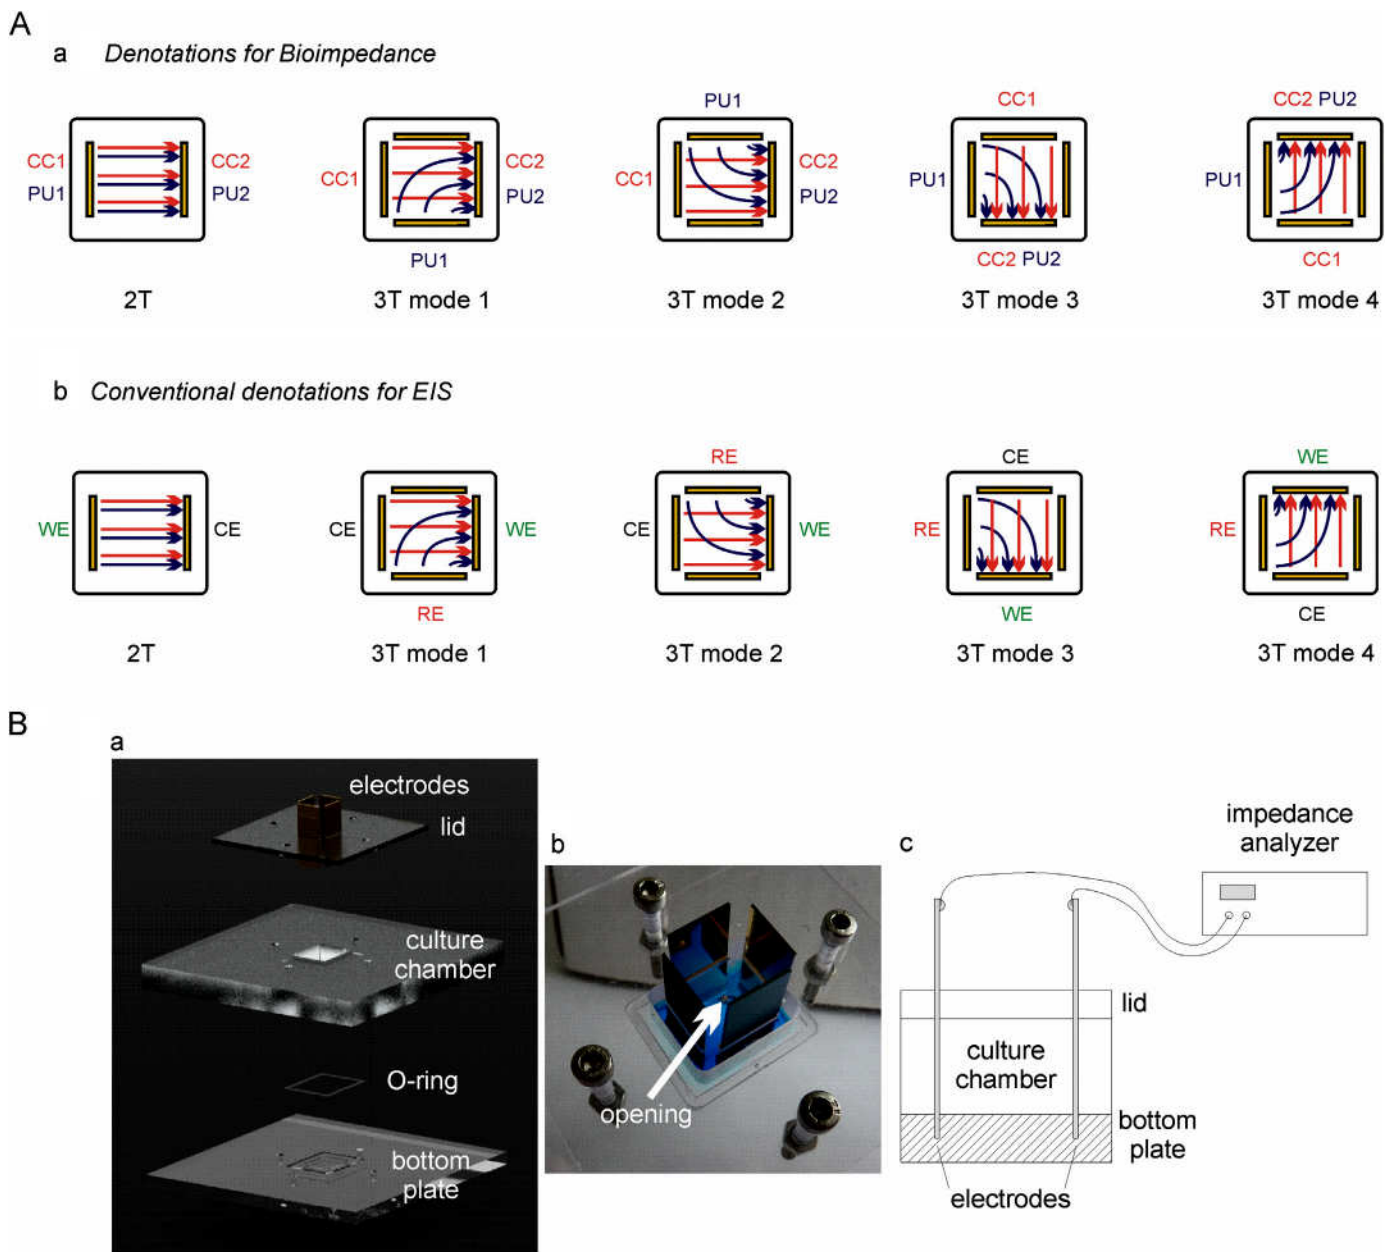 A
a Denotations for Bioimpedance
PU1
CC1
CC2 PU2
CC1
PU1
CC2
PU2
CC1
CC2
PU2
CC1
CC2
PU2
PU1
PU1
PU1
CC2 PU2
CC1
2T
3T mode 1
3T mode 2
3T mode 3
3T mode 4
b Conventional denotations for EIS
RE
CE
WE
WE
CE
CE
WE
CE
WE
RE
RE
RE
WE
CE
2T
3T mode 1
3T mode 2
3T mode 3
3T mode 4
B
a
electrodes
lid
culture
chamber
O-ring
bottom
plate
b
opening
c
impedance
analyzer
lid
culture
chamber
bottom
plate
electrodes